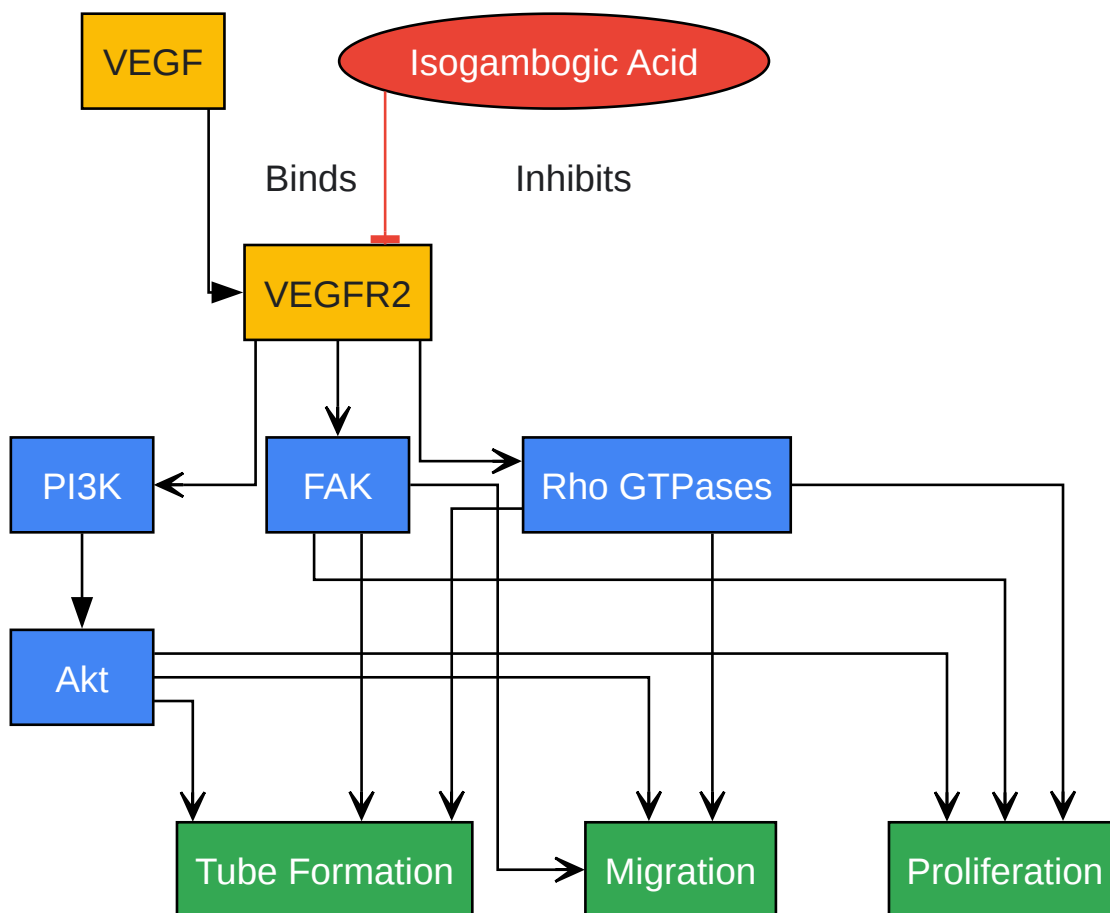 VEGF
Isogambogic Acid
Binds
Inhibits
VEGFR2
PI3K
FAK
Rho GTPases
Akt
Tube Formation
Migration
Proliferation